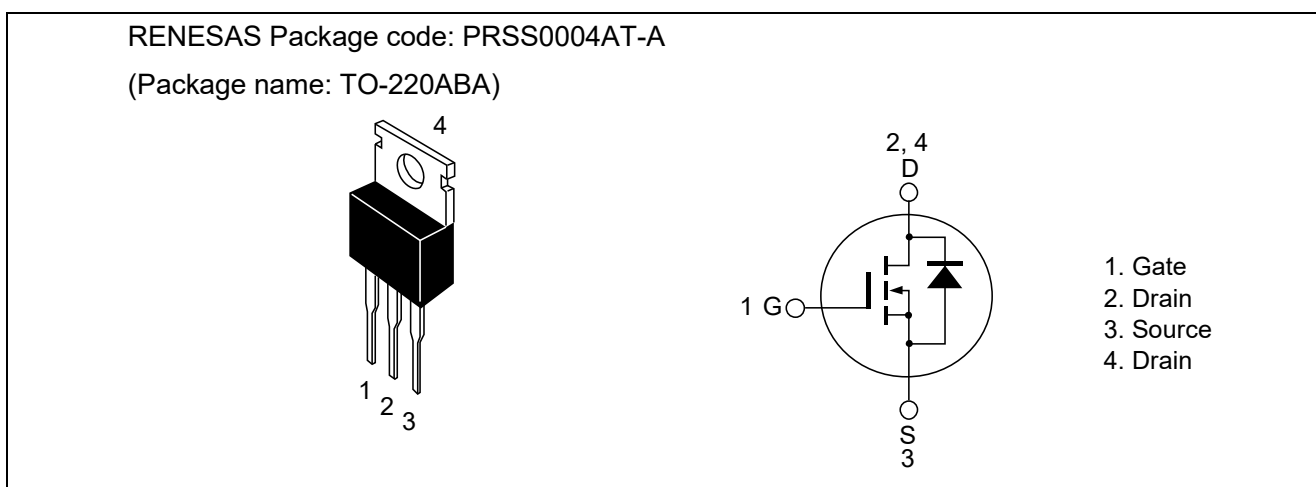 RENESAS Package code: PRSS0004AT-A
(Package name: TO-220ABA)
4
1
2
3
2, 4
D
1 G
S
3
1. Gate
2. Drain
3. Source
4. Drain